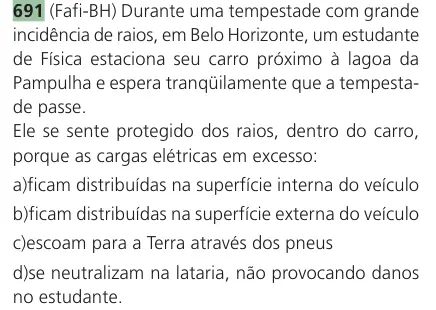 691 (Fafi-BH) Durante uma tempestade com grande
incidência de raios, em Belo Horizonte, um estudante
de Física estaciona seu carro próximo à lagoa da
Pampulha e espera tranqüilamente que a tempesta-
de passe.
Ele se sente protegido dos raios, dentro do carro,
porque as cargas elétricas em excesso:
a)ficam distribuídas na superfície interna do veículo
b)ficam distribuídas na superfície externa do veículo
c)escoam para a Terra através dos pneus
d)se neutralizam na lataria, não provocando danos
no estudante.